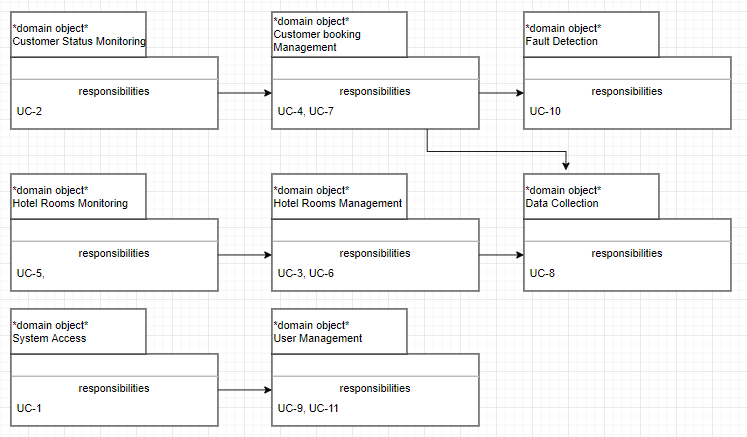 *domain object*
Customer Status Monitoring
responsibilities
UC-2
*domain object*
Customer booking
Management
responsibilities
UC-4, UC-7
*domain object*
Fault Detection
responsibilities
UC-10
*domain object*
Hotel Rooms Monitoring
responsibilities
UC-5,
*domain object*
Hotel Rooms Management
responsibilities
UC-3, UC-6
*domain object*
Data Collection
responsibilities
UC-8
*domain object*
System Access
responsibilities
UC-1
*domain object*
User Management
responsibilities
UC-9, UC-11